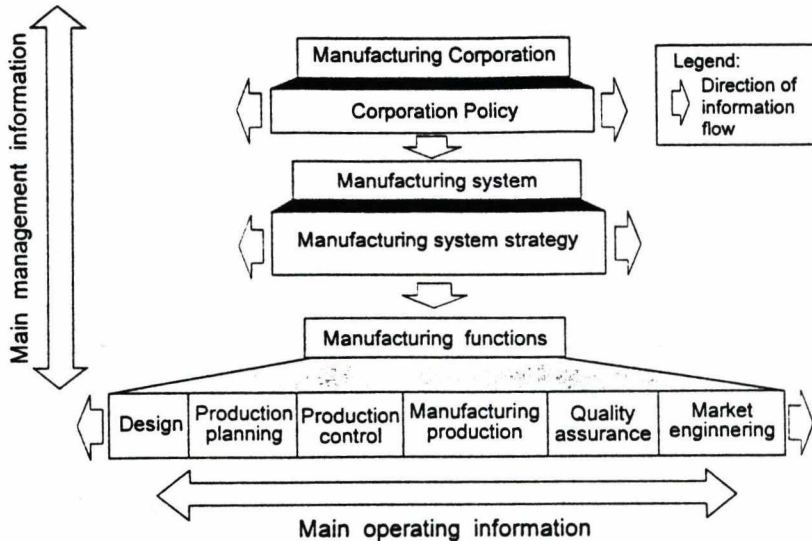 Main management information
Manufacturing Corporation
Corporation Policy
Legend:
Direction of
information
flow
Manufacturing system
Manufacturing system strategy
Manufacturing functions
Design
Production
planning
Production
control
Manufacturing
production
Quality
assurance
Market
enginnering
Main operating information